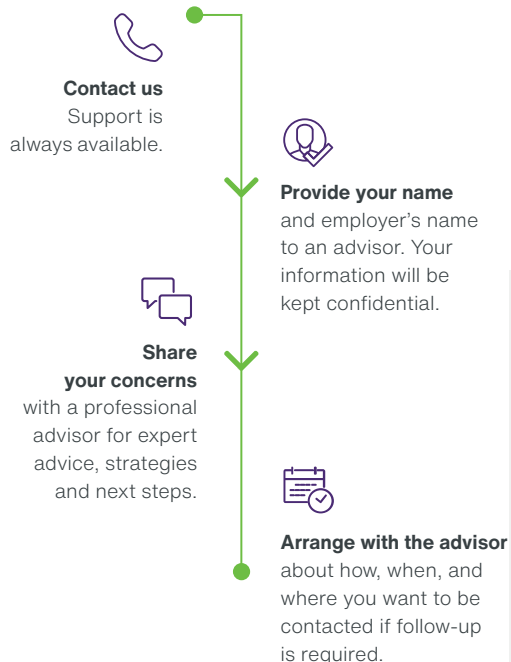 Contact us
Support is
always available.
Provide your name
and employer’s name
to an advisor. Your
information will be
kept confidential.
Share
your concerns
with a professional
advisor for expert
advice, strategies
and next steps.
Arrange with the advisor
about how, when, and
where you want to be
contacted if follow-up
is required.